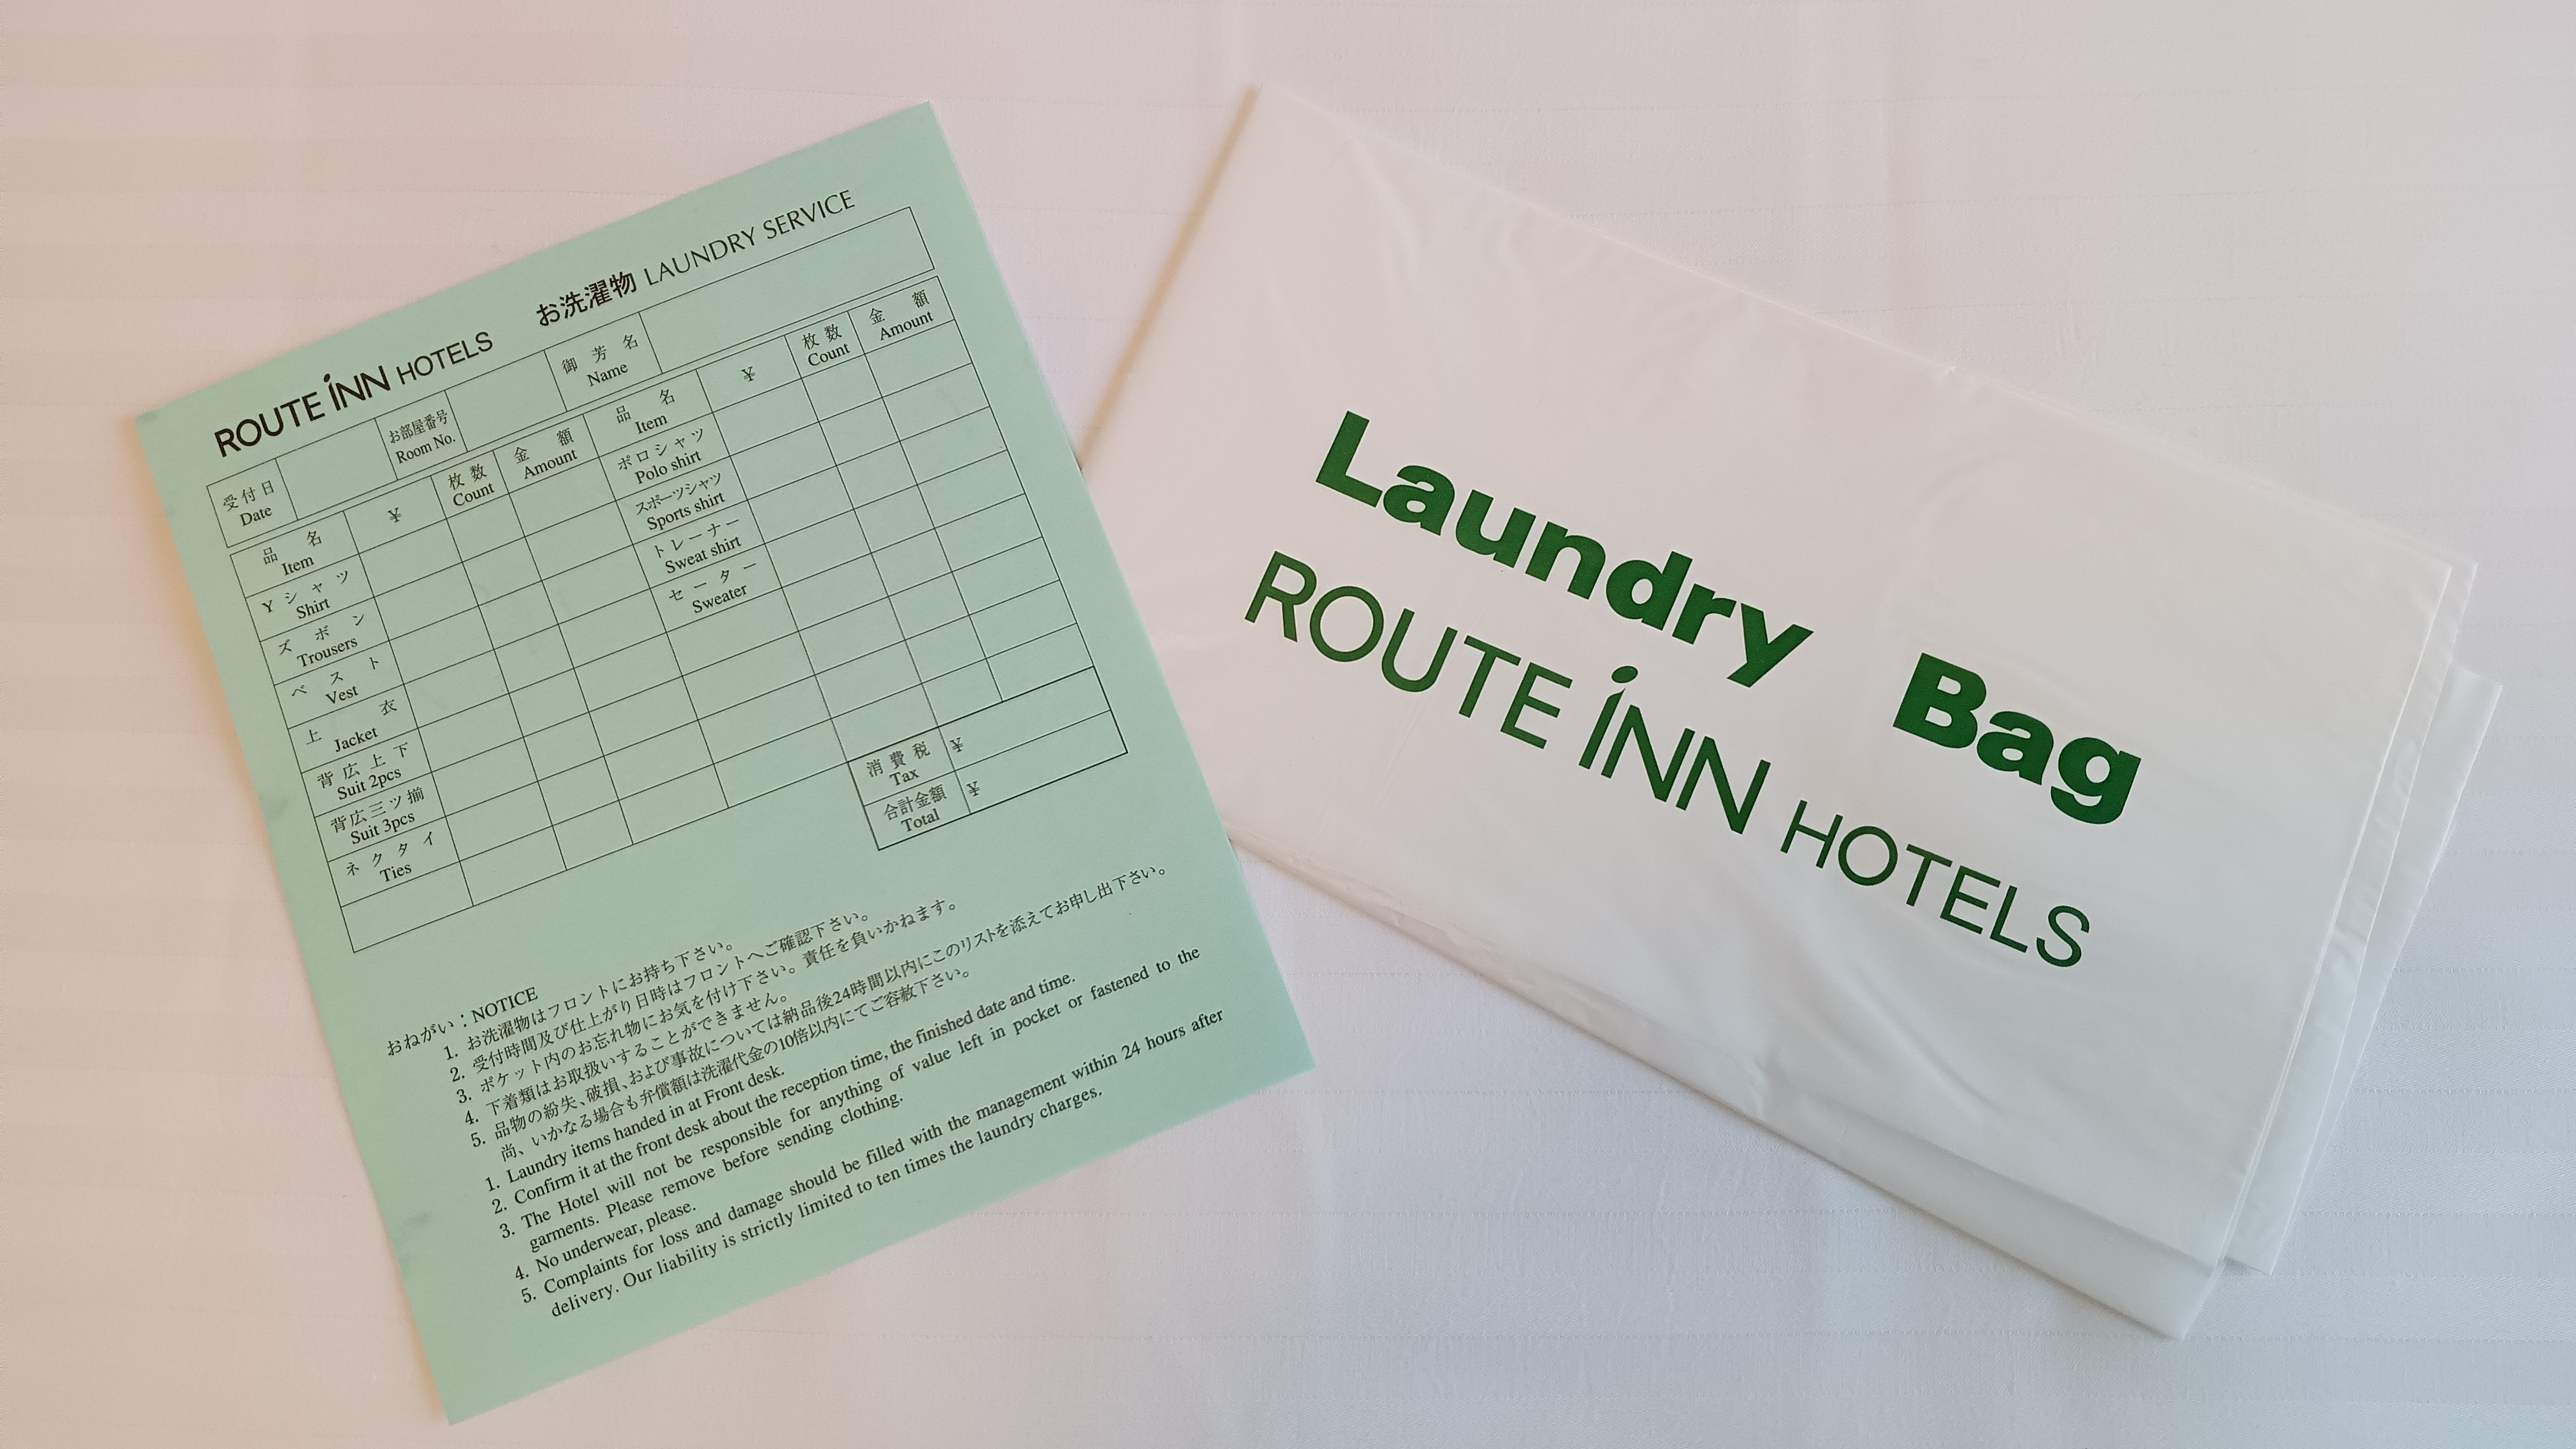 ROUTE iNN HOTELS お洗濯物 LAUNDRY SERVICE
受付日 お部屋番号 御芳名
Date Room No. Name
品名 ¥ 枚数 金額 品名 ¥ 枚数 金額
Item Count Amount Item Count Amount
Yシャツ ポロシャツ
Shirt Polo shirt
ズボン スポーツシャツ
Trousers Sports shirt
ベスト トレーナー
Vest Sweat shirt
上衣 セーター
Jacket Sweater
背広上下
Suit 2pcs
背広三ツ揃
Suit 3pcs
ネクタイ
Ties
消費税 ¥
Tax
合計金額 ¥
Total
おねがい：NOTICE
1. お洗濯物はフロントにお持ち下さい。
2. 受付時間及び仕上がり日時はフロントへご確認下さい。
3. ポケット内のお忘れ物にお気を付け下さい。責任を負いかねます。
4. 下着類はお取扱いすることができません。
5. 品物の紛失、破損、および事故については納品後24時間以内にこのリストを添えてお申し出下さい。
尚、いかなる場合も弁償額は洗濯代金の10倍以内にてご容赦下さい。
1. Laundry items handed in at Front desk.
2. Confirm it at the front desk about the reception time, the finished date and time.
3. The Hotel will not be responsible for anything of value left in pocket or fastened to the
garments. Please remove before sending clothing.
4. No underwear, please.
5. Complaints for loss and damage should be filled with the management within 24 hours after
delivery. Our liability is strictly limited to ten times the laundry charges.
Laundry Bag
ROUTE iNN HOTELS